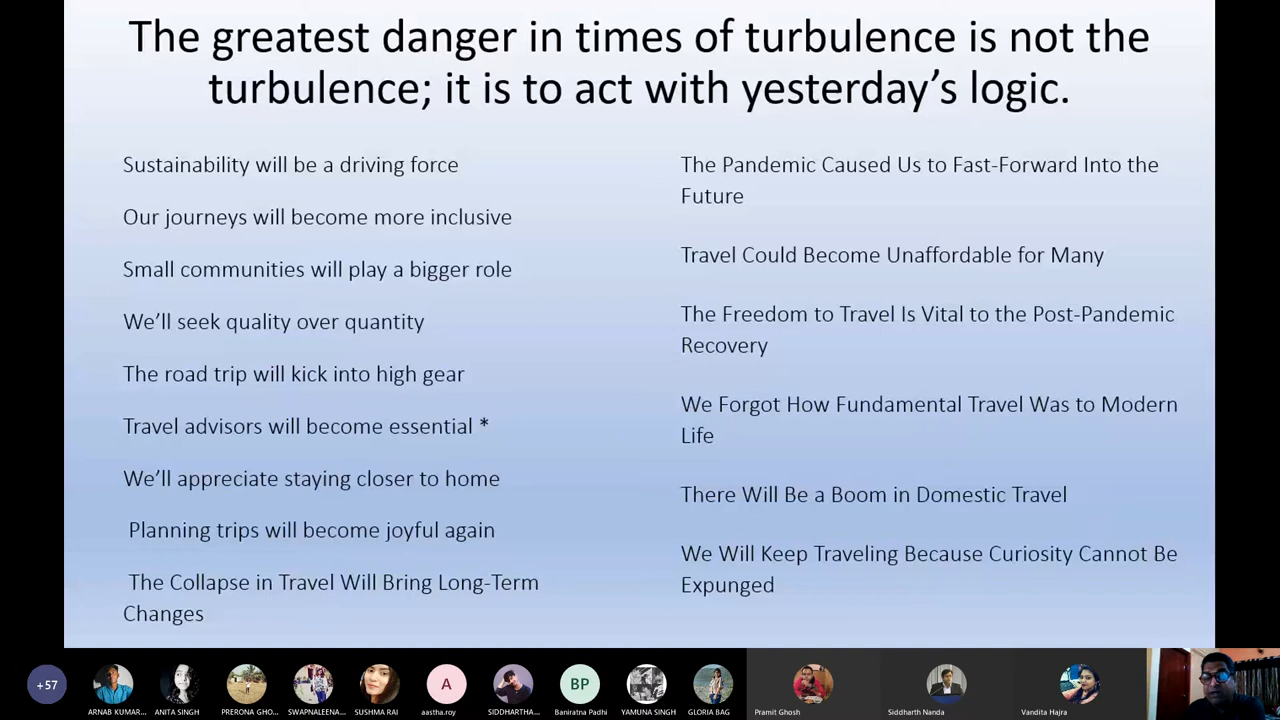 The greatest danger in times of turbulence is not the
turbulence; it is to act with yesterday’s logic.
Sustainability will be a driving force
Our journeys will become more inclusive
Small communities will play a bigger role
We’ll seek quality over quantity
The road trip will kick into high gear
Travel advisors will become essential *
We’ll appreciate staying closer to home
Planning trips will become joyful again
The Collapse in Travel Will Bring Long-Term
Changes
The Pandemic Caused Us to Fast-Forward Into the
Future
Travel Could Become Unaffordable for Many
The Freedom to Travel Is Vital to the Post-Pandemic
Recovery
We Forgot How Fundamental Travel Was to Modern
Life
There Will Be a Boom in Domestic Travel
We Will Keep Traveling Because Curiosity Cannot Be
Expunged
+57
A
BP
ARNAB KUMAR...
ANITA SINGH
PRERONA GHO...
SWAPNALEENA...
SUSHMA RAI
aastha.roy
SIDDHARTHA...
Baniratna Padhi
YAMUNA SINGH
GLORIA BAG
Pramit Ghosh
Siddharth Nanda
Vandita Hajra